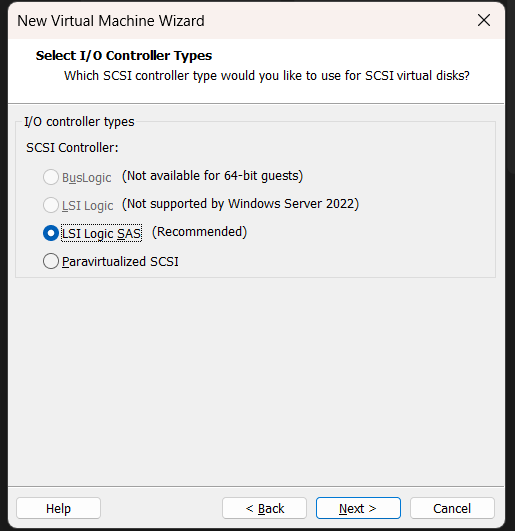 New Virtual Machine Wizard
Select I/O Controller Types
Which SCSI controller type would you like to use for SCSI virtual disks?
I/O controller types
SCSI Controller:
BusLogic (Not available for 64-bit guests)
LSI Logic (Not supported by Windows Server 2022)
LSI Logic SAS (Recommended)
Paravirtualized SCSI
Help < Back Next > Cancel